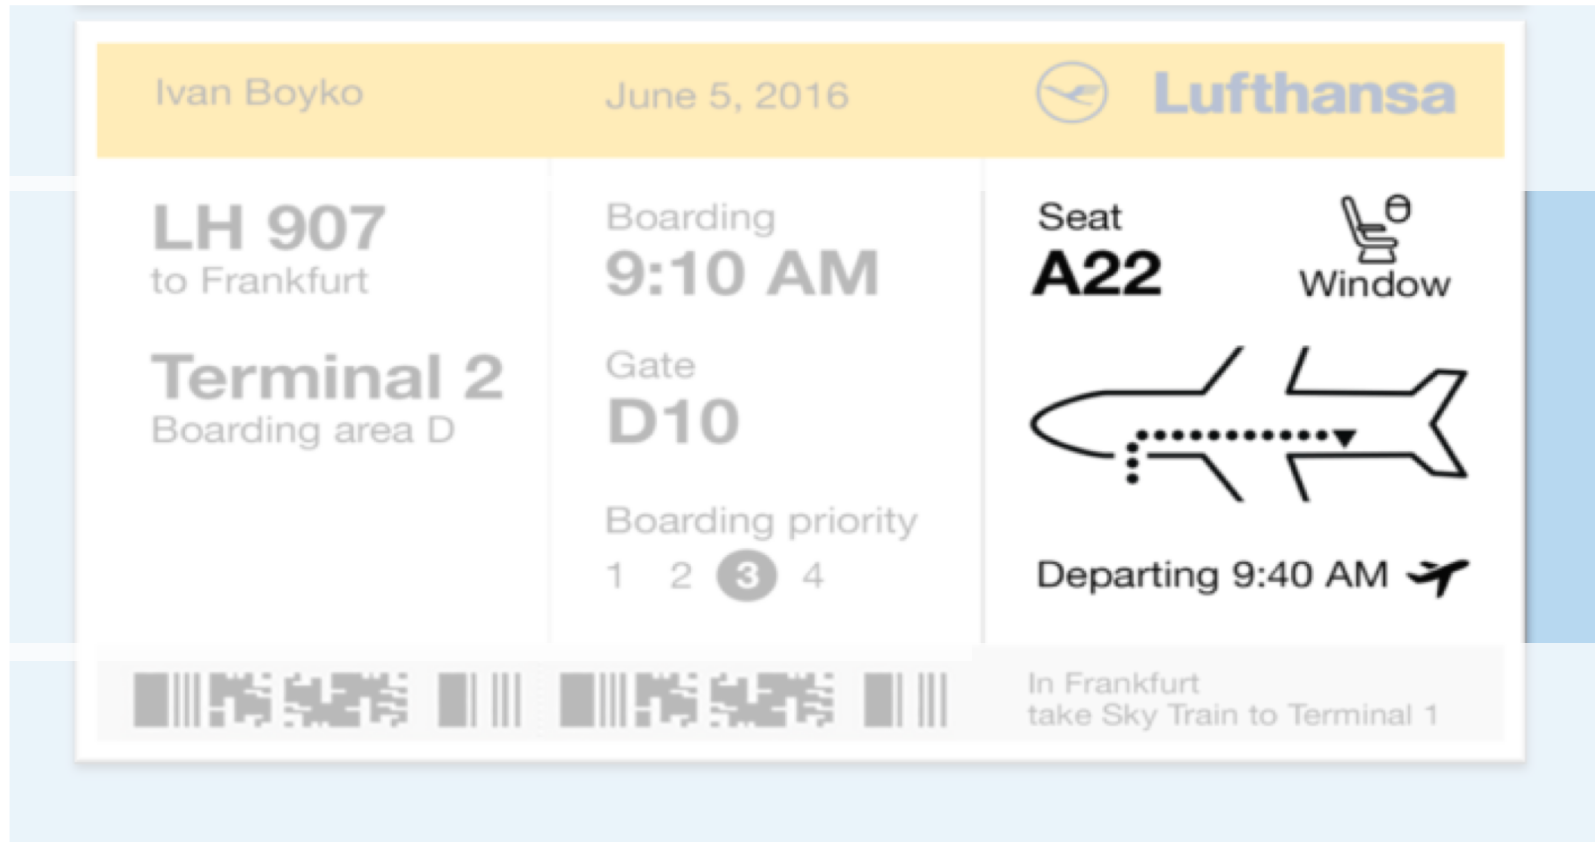 Ivan Boyko
June 5, 2016
Lufthansa
LH 907
to Frankfurt
Terminal 2
Boarding area D
Boarding
9:10 AM
Gate
D10
Boarding priority
1 2 3 4
Seat
A22
Window
Departing 9:40 AM
In Frankfurt
take Sky Train to Terminal 1